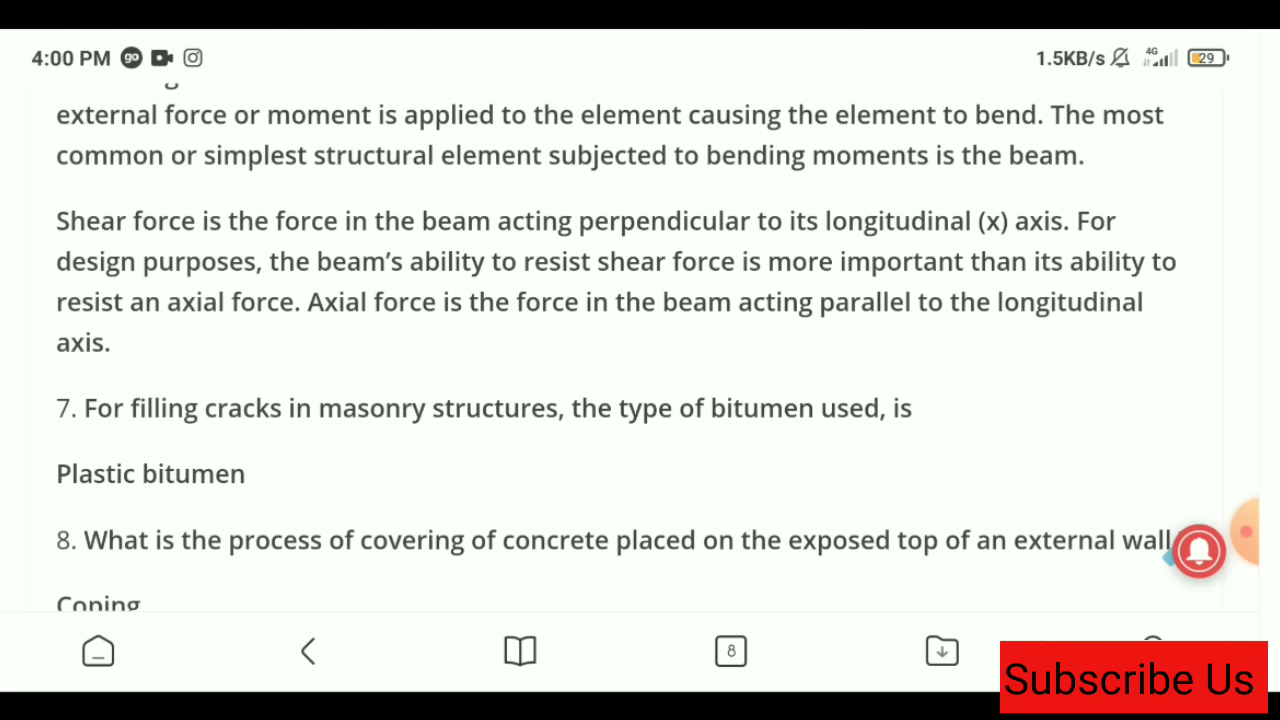 4:00 PM go
1.5KB/s 4G 29
external force or moment is applied to the element causing the element to bend. The most
common or simplest structural element subjected to bending moments is the beam.
Shear force is the force in the beam acting perpendicular to its longitudinal (x) axis. For
design purposes, the beam’s ability to resist shear force is more important than its ability to
resist an axial force. Axial force is the force in the beam acting parallel to the longitudinal
axis.
7. For filling cracks in masonry structures, the type of bitumen used, is
Plastic bitumen
8. What is the process of covering of concrete placed on the exposed top of an external wall
Coping
8
Subscribe Us